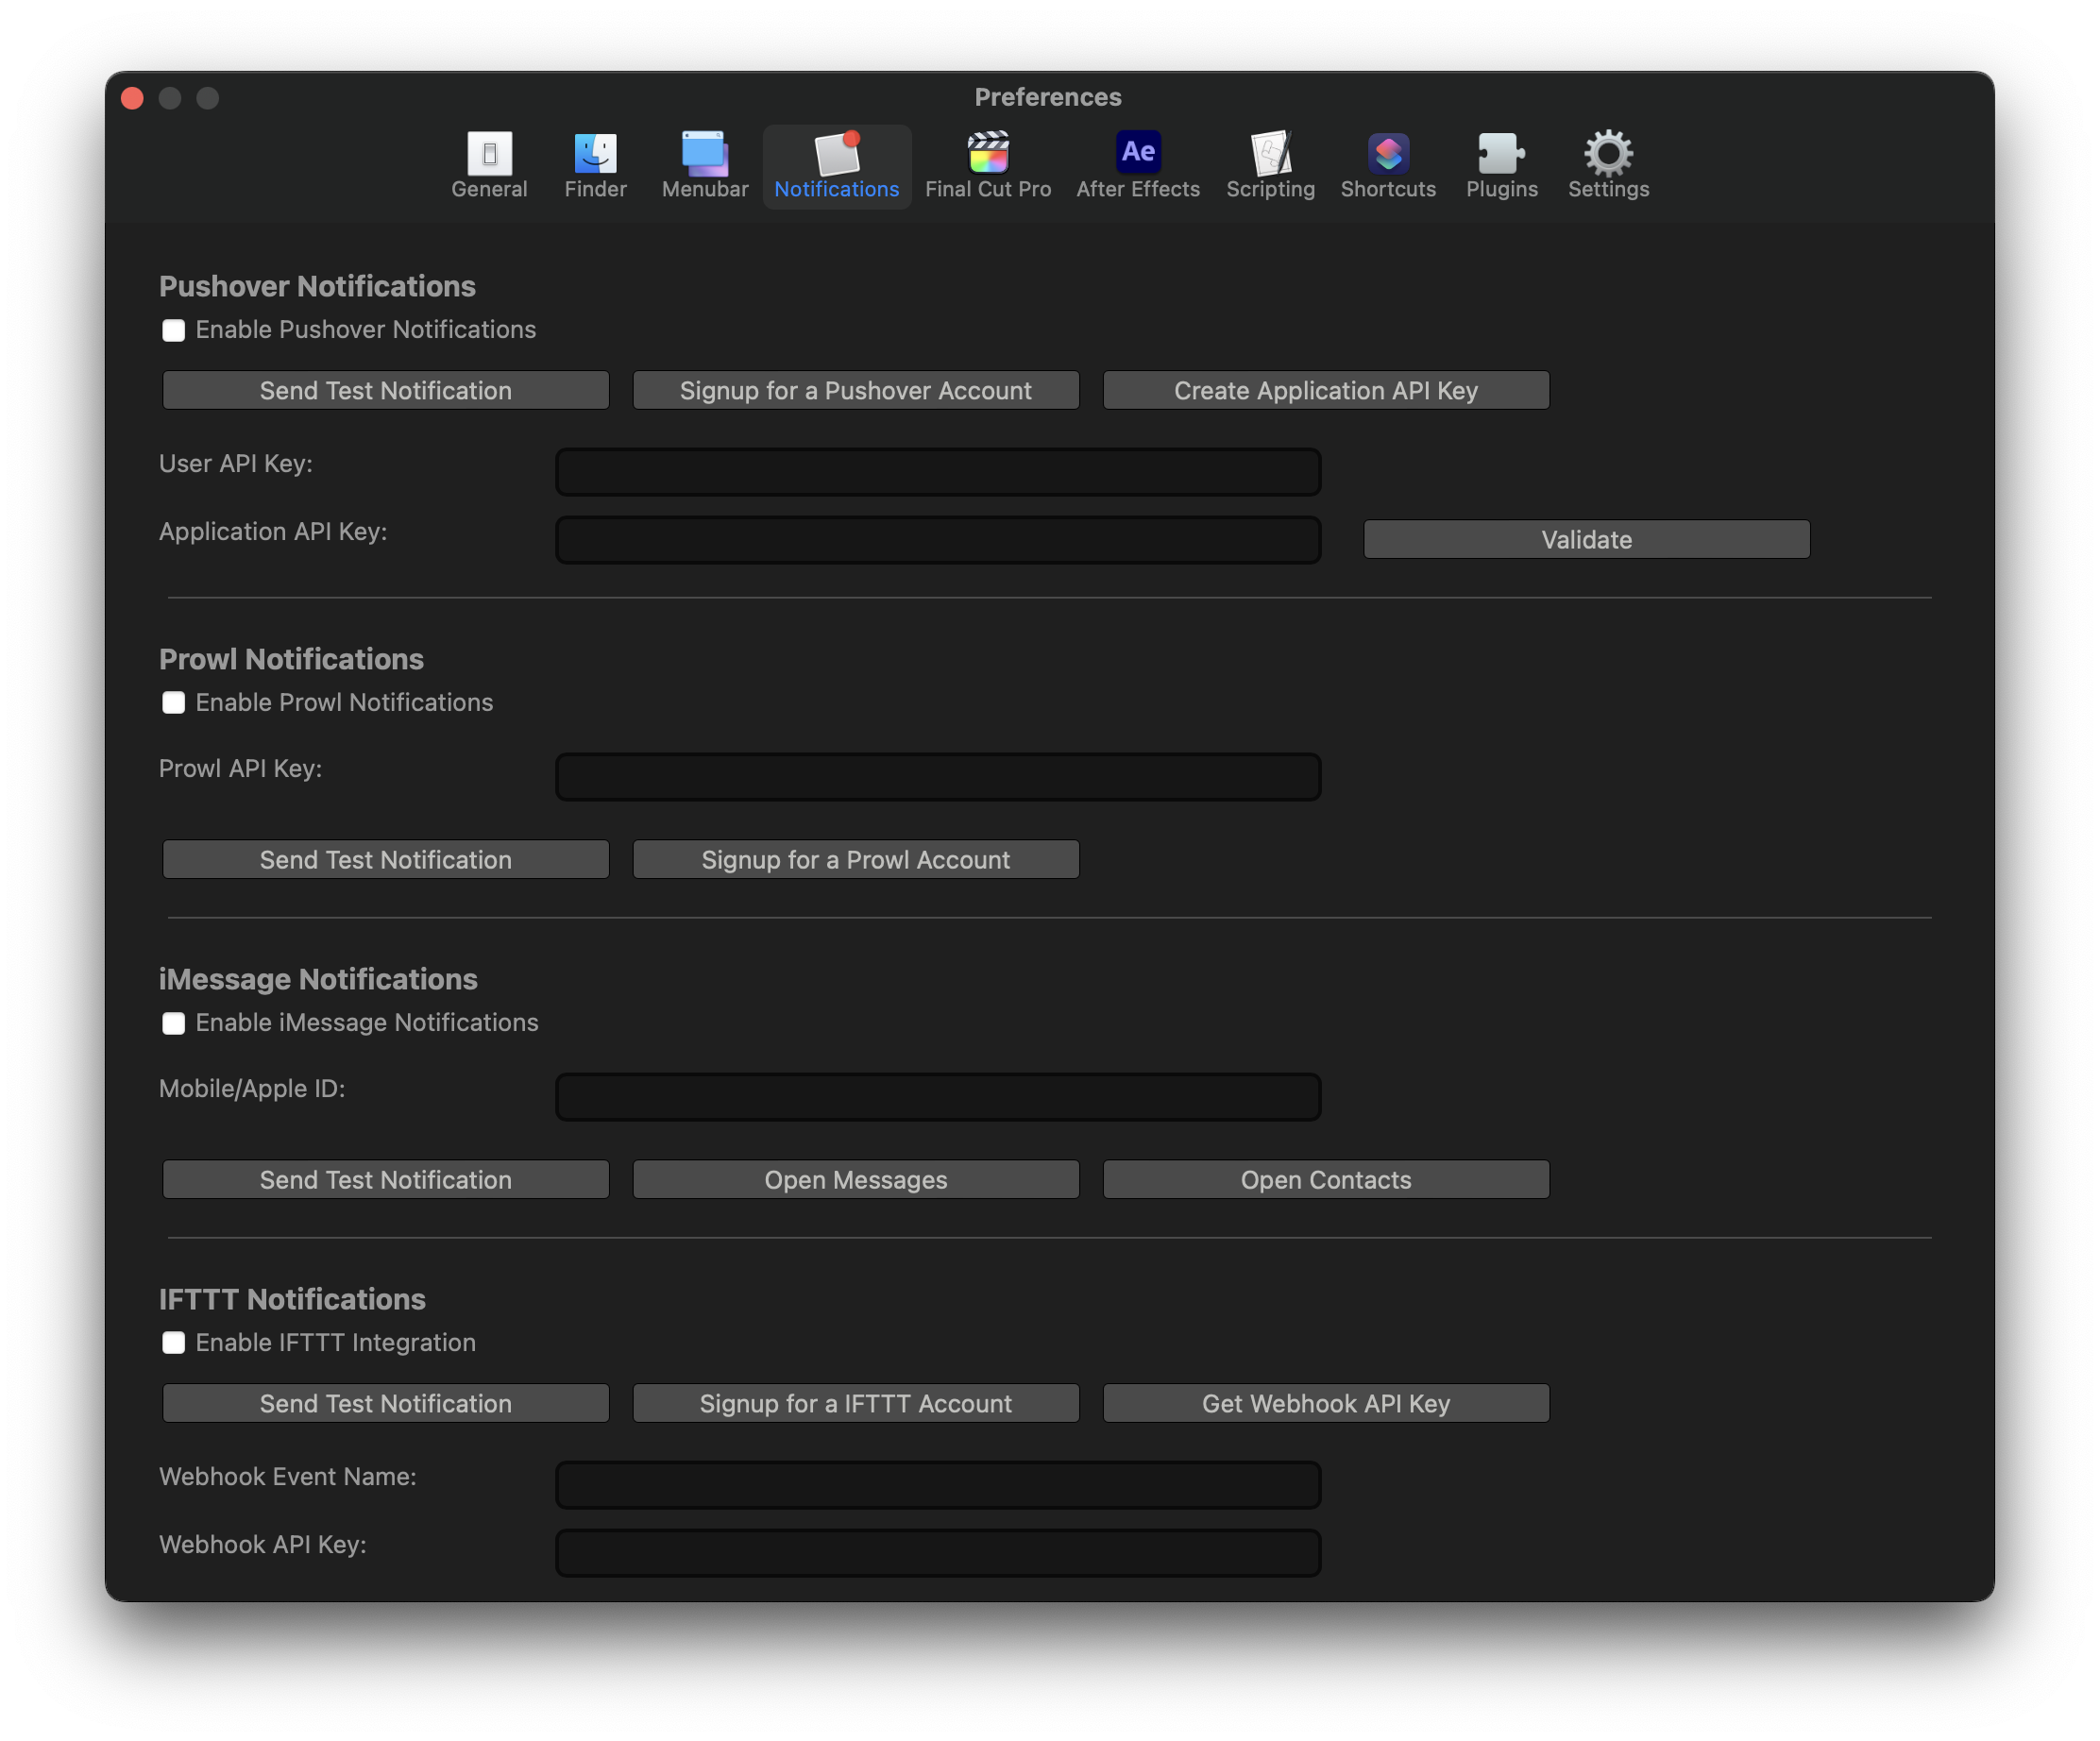 Preferences
General Finder Menubar Notifications Final Cut Pro Ae After Effects Scripting Shortcuts Plugins Settings
Pushover Notifications
Enable Pushover Notifications
Send Test Notification Signup for a Pushover Account Create Application API Key
User API Key:
Application API Key: Validate
Prowl Notifications
Enable Prowl Notifications
Prowl API Key:
Send Test Notification Signup for a Prowl Account
iMessage Notifications
Enable iMessage Notifications
Mobile/Apple ID:
Send Test Notification Open Messages Open Contacts
IFTTT Notifications
Enable IFTTT Integration
Send Test Notification Signup for a IFTTT Account Get Webhook API Key
Webhook Event Name:
Webhook API Key: